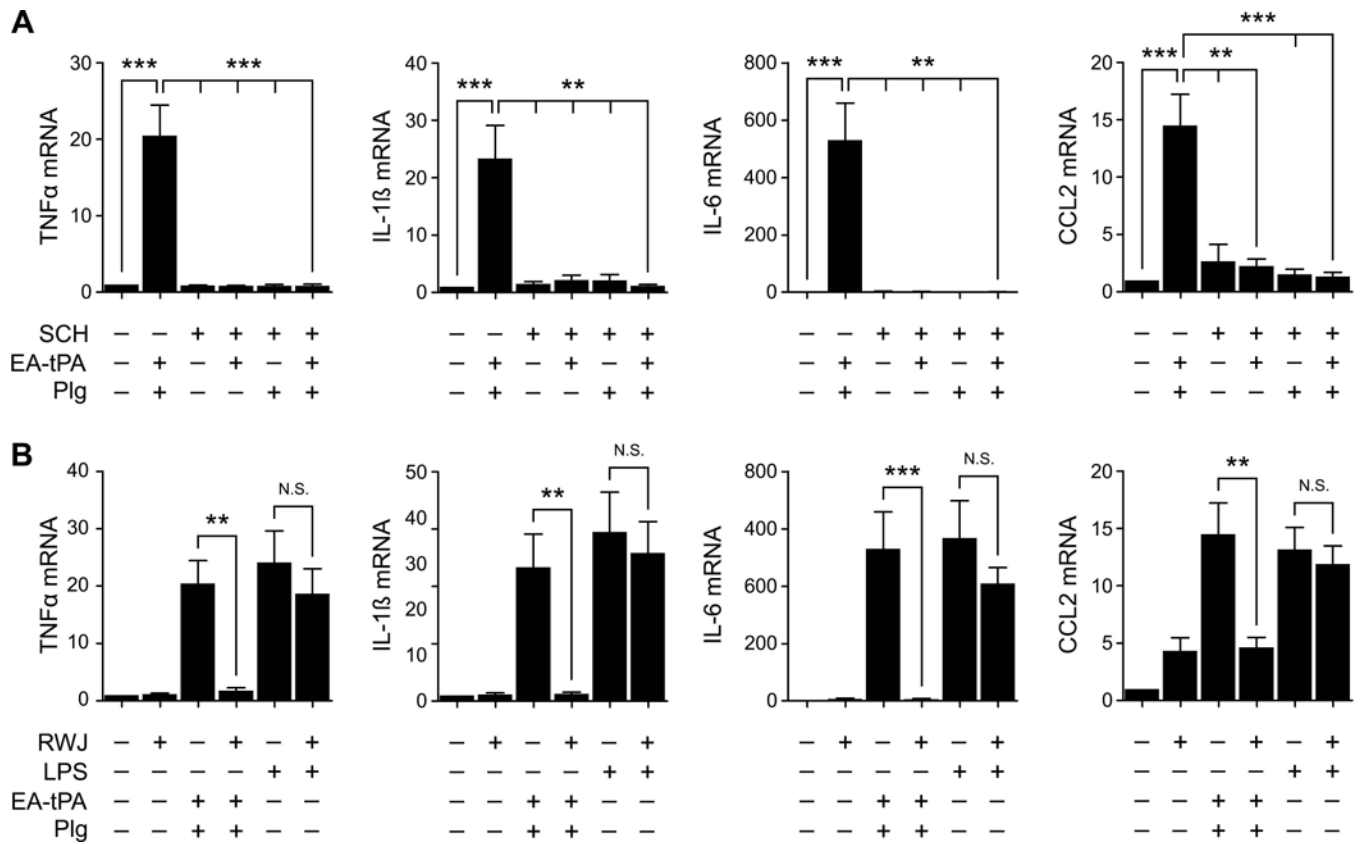 A
TNFα mRNA
30
20
10
0
*** ***
IL-1ß mRNA
40
30
20
10
0
*** **
IL-6 mRNA
800
600
400
200
0
*** **
CCL2 mRNA
20
15
10
5
0
***
*** **
SCH – – + + + + – – + + + + – – + + + + – – + + + +
EA-tPA – + – + – + – + – + – + – + – + – + – + – + – +
Plg – + – – + + – + – – + + – + – – + + – + – – + +
B
TNFα mRNA
40
30
20
10
0
**
N.S.
IL-1ß mRNA
50
40
30
20
10
0
**
N.S.
IL-6 mRNA
800
400
600
200
0
***
N.S.
CCL2 mRNA
20
15
10
5
0
**
N.S.
RWJ – + – + – + – + – + – + – + – + – + – + – + – +
LPS – – – – + + – – – – + + – – – – + + – – – – + +
EA-tPA – – + + – – – – + + – – – – + + – – – – + + – –
Plg – – + + – – – – + + – – – – + + – – – – + + – –